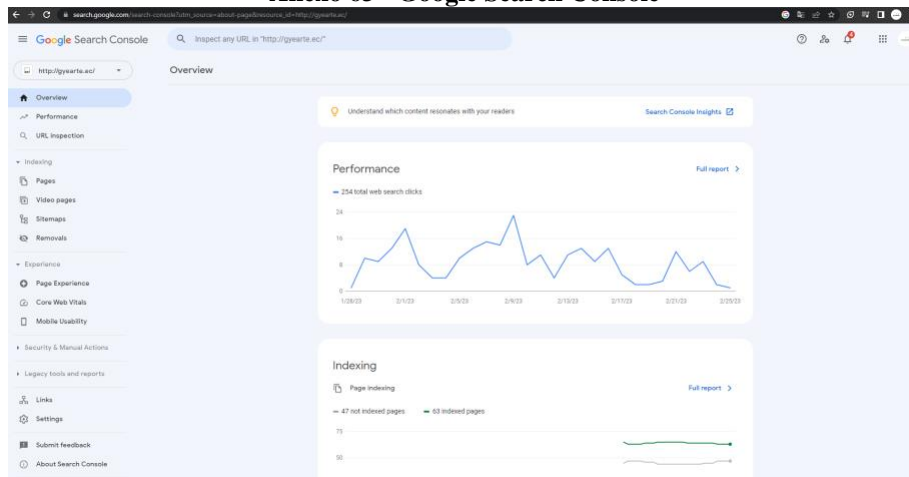 Anexo 03 - Google Search Console
search.google.com/search-console?utm_source=about-page&resource_id=http://gyearte.ec/
Google Search Console
Inspect any URL in "http://gyearte.ec/"
http://gyearte.ec/
Overview
Overview
Performance
URL inspection
Indexing
Pages
Video pages
Sitemaps
Removals
Experience
Page Experience
Core Web Vitals
Mobile Usability
Security & Manual Actions
Legacy tools and reports
Links
Settings
Submit feedback
About Search Console
Understand which content resonates with your readers
Search Console Insights
Performance
Full report
254 total web search clicks
24
16
8
0
1/28/23 2/1/23 2/5/23 2/9/23 2/13/23 2/17/23 2/21/23 2/25/23
Indexing
Page indexing
Full report
47 not indexed pages 63 indexed pages
75
50